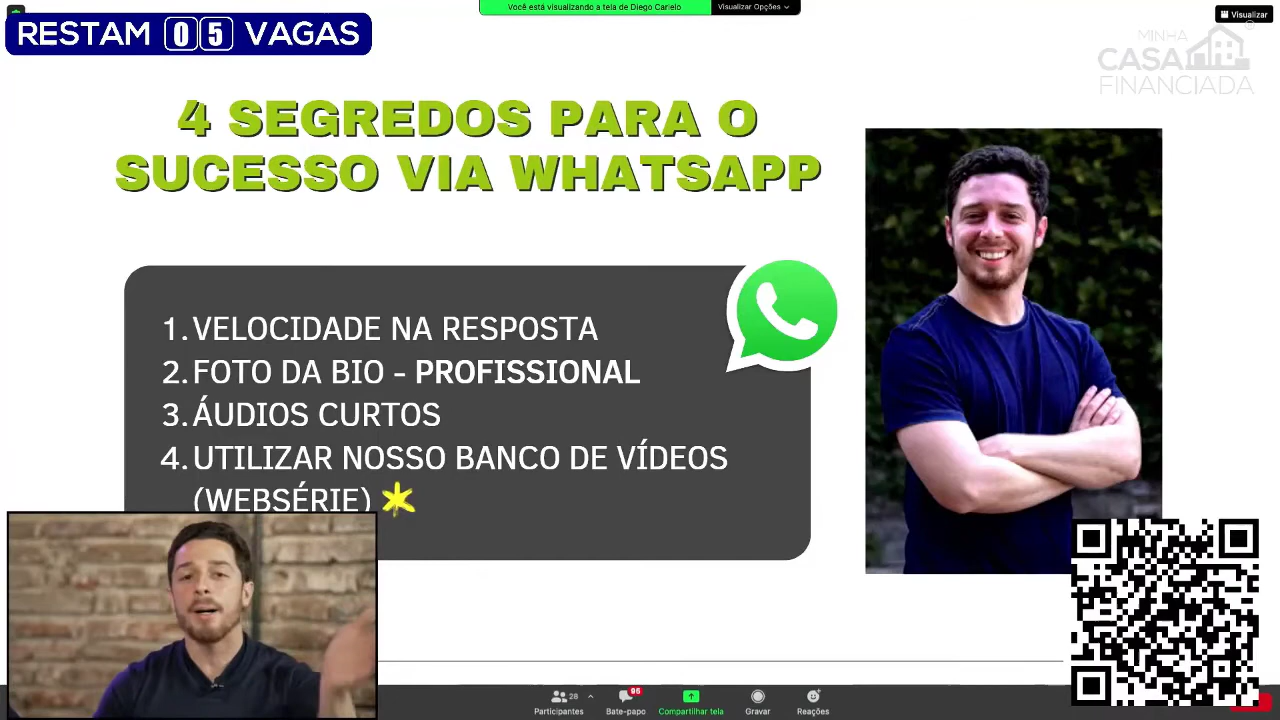 Você está visualizando a tela de Diego Carielo
Visualizar Opções
Visualizar
RESTAM 05 VAGAS
MINHA
CASA
FINANCIADA
4 SEGREDOS PARA O
SUCESSO VIA WHATSAPP
1. VELOCIDADE NA RESPOSTA
2. FOTO DA BIO - PROFISSIONAL
3. ÁUDIOS CURTOS
4. UTILIZAR NOSSO BANCO DE VÍDEOS
(WEBSÉRIE)
28
96
Participantes
Bate-papo
Compartilhar tela
Gravar
Reações